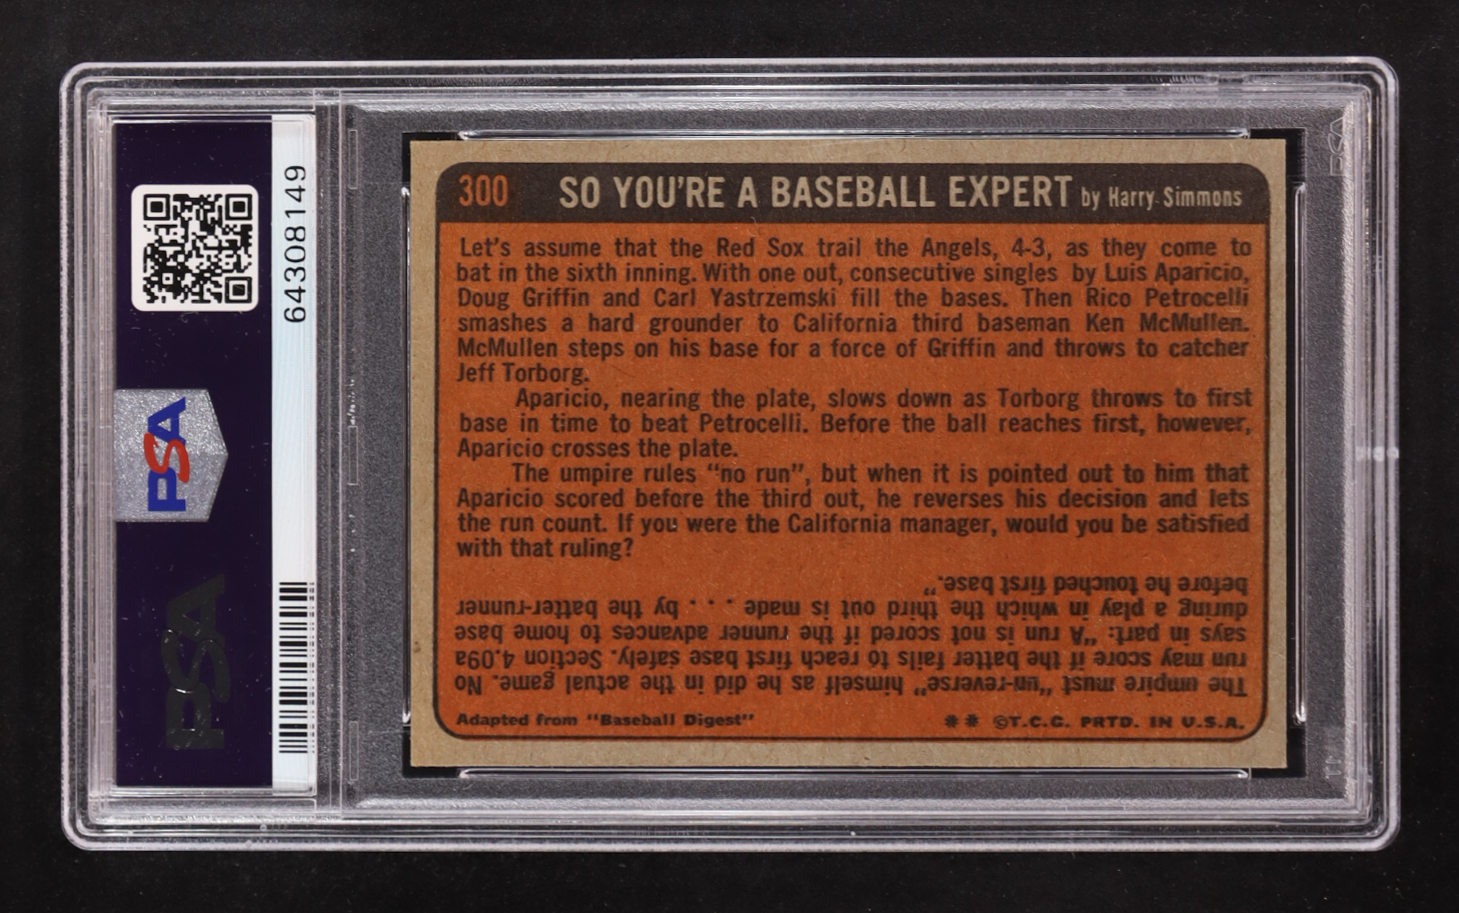 300 SO YOU'RE A BASEBALL EXPERT by Harry Simmons
Let's assume that the Red Sox trail the Angels, 4-3, as they come to
bat in the sixth inning. With one out, consecutive singles by Luis Aparicio,
Doug Griffin and Carl Yastrzemski fill the bases. Then Rico Petrocelli
smashes a hard grounder to California third baseman Ken McMullen.
McMullen steps on his base for a force of Griffin and throws to catcher
Jeff Torborg.
Aparicio, nearing the plate, slows down as Torborg throws to first
base in time to beat Petrocelli. Before the ball reaches first, however,
Aparicio crosses the plate.
The umpire rules "no run", but when it is pointed out to him that
Aparicio scored before the third out, he reverses his decision and lets
the run count. If you were the California manager, would you be satisfied
with that ruling?
The umpire must "un-reverse" himself as he did in the actual game. No
run may score if the batter fails to reach first base safely. Section 4.09a
says in part: "A run is not scored if the runner advances to home base
during a play in which the third out is made . . . by the batter-runner
before he touched first base."
Adapted from "Baseball Digest" ** ©T.C.G. PRTD. IN U.S.A.
64308149
PSA
PSA
PSA